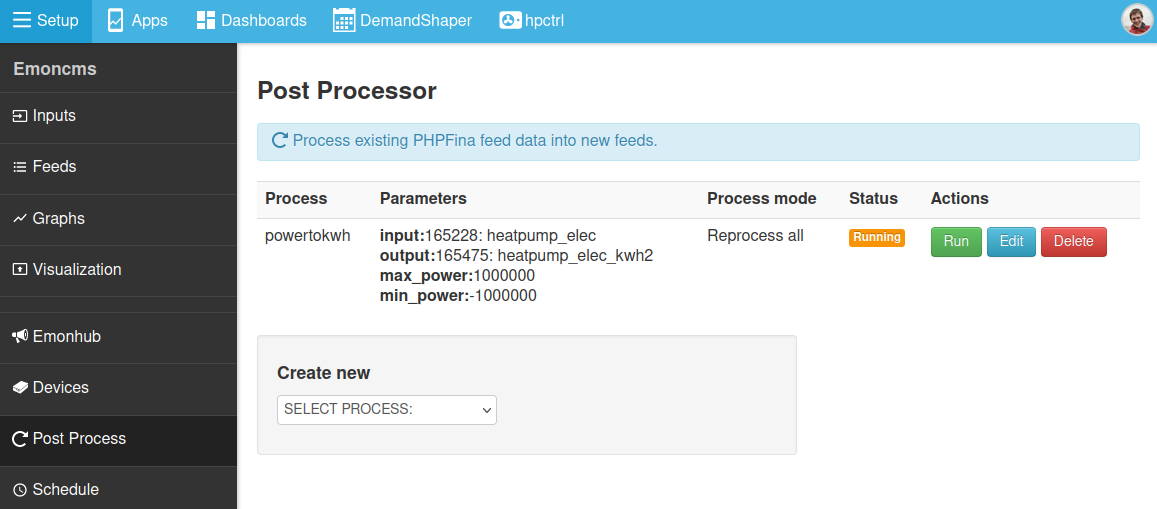 Setup Apps Dashboards DemandShaper hpctrl
Emoncms
Inputs
Feeds
Graphs
Visualization
Emonhub
Devices
Post Process
Schedule
Post Processor
Process existing PHPFina feed data into new feeds.
Process Parameters Process mode Status Actions
powertokwh input:165228: heatpump_elec Reprocess all Running Run Edit Delete
output:165475: heatpump_elec_kwh2
max_power:1000000
min_power:-1000000
Create new
SELECT PROCESS: